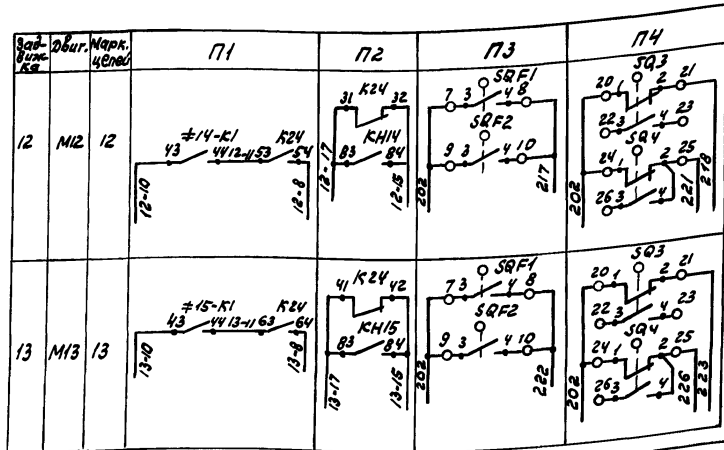 Зад-
виж-
ка
Двиг.
Марк.
цепей
П1
П2
П3
П4
12
М12
12
≠14-К1
К24
43
44
12-11
53
54
12-10
12-8
31
К24
32
КН14
83
84
12-17
12-15
SQF1
7 3
4 8
SQF2
9 3
4 10
202
217
SQ3
20 1
2 21
22 3
4 23
SQ4
24 1
2 25
26 3
4
202
221
218
13
М13
13
≠15-К1
К24
43
44
13-11
63
64
13-10
13-8
41
К24
42
КН15
83
84
13-17
13-15
SQF1
7 3
4 8
SQF2
9 3
4 10
202
222
SQ3
20 1
2 21
22 3
4 23
SQ4
24 1
2 25
26 3
4
202
226
223